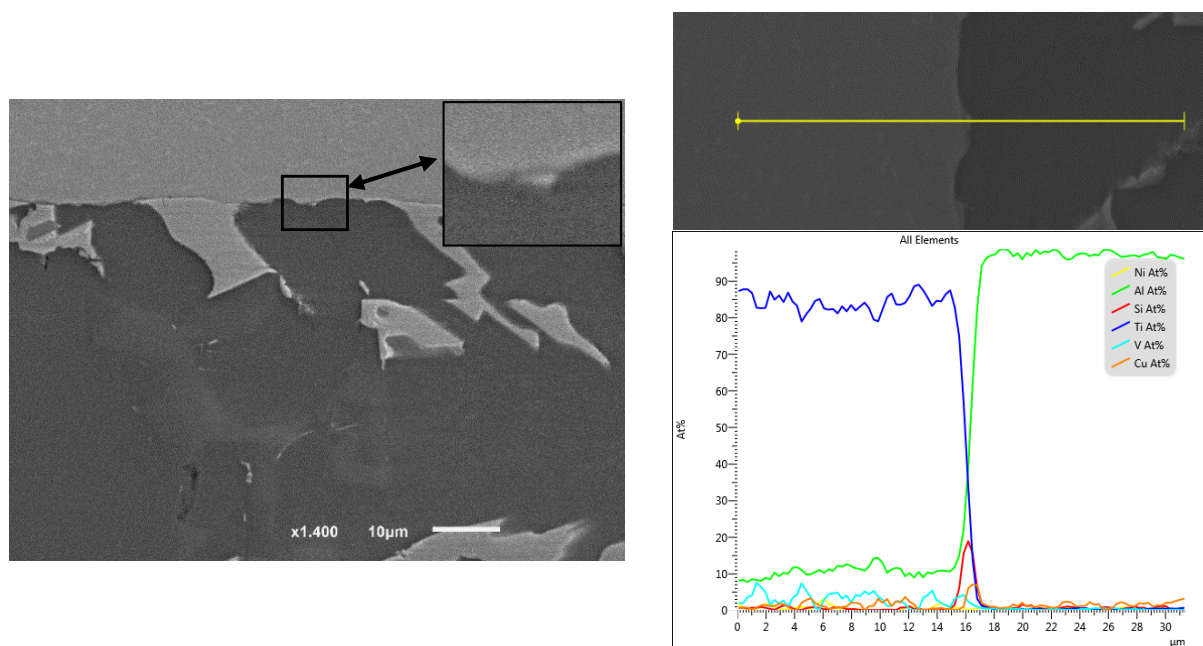 x1.400 10µm
All Elements
Ni At%
Al At%
Si At%
Ti At%
V At%
Cu At%
At%
80
70
60
50
40
30
20
10
0
0 2 4 6 8 10 12 14 16 18 20 22 24 26 28 30
µm